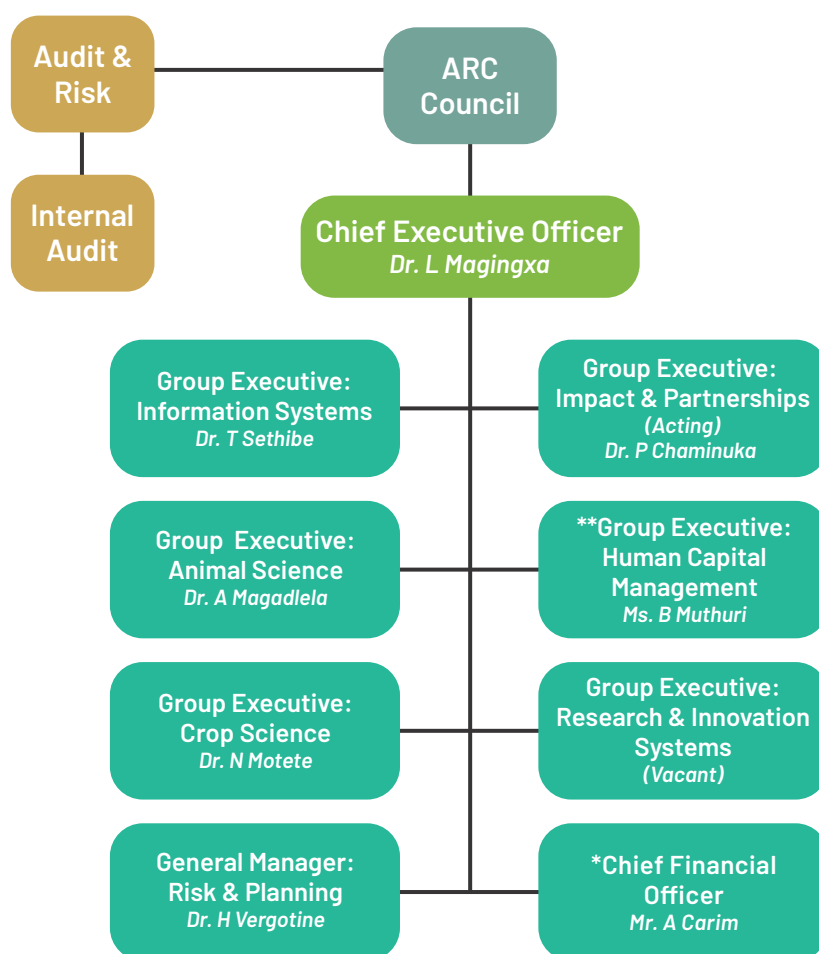 Audit &
Risk
ARC
Council
Internal
Audit
Chief Executive Officer
Dr. L Magingxa
Group Executive:
Information Systems
Dr. T Sethibe
Group Executive:
Impact & Partnerships
(Acting)
Dr. P Chaminuka
Group Executive:
Animal Science
Dr. A Magadlela
**Group Executive:
Human Capital
Management
Ms. B Muthuri
Group Executive:
Crop Science
Dr. N Motete
Group Executive:
Research & Innovation
Systems
(Vacant)
General Manager:
Risk & Planning
Dr. H Vergotine
*Chief Financial
Officer
Mr. A Carim